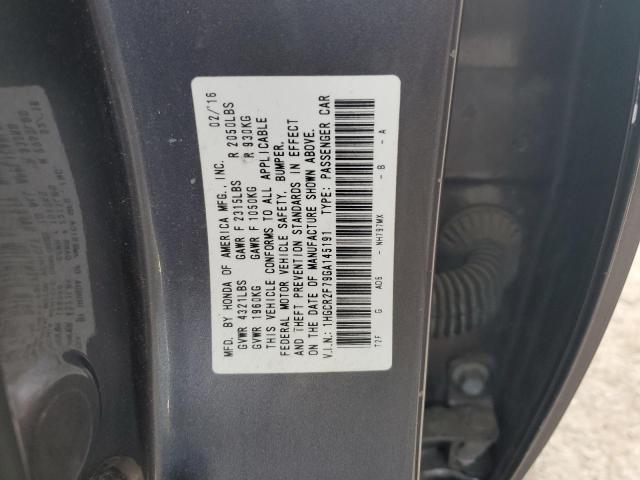 MFD. BY HONDA OF AMERICA MFG., INC. 02/16
GVWR 4321LBS GAWR F 2315LBS R 2050LBS
GVWR 1960KG GAWR F 1050KG R 930KG
THIS VEHICLE CONFORMS TO ALL APPLICABLE
FEDERAL MOTOR VEHICLE SAFETY, BUMPER,
AND THEFT PREVENTION STANDARDS IN EFFECT
ON THE DATE OF MANUFACTURE SHOWN ABOVE.
V.I.N.: 1HGCR2F79GA145191 TYPE: PASSENGER CAR
T2F G AD6 - NH797MX - B - A